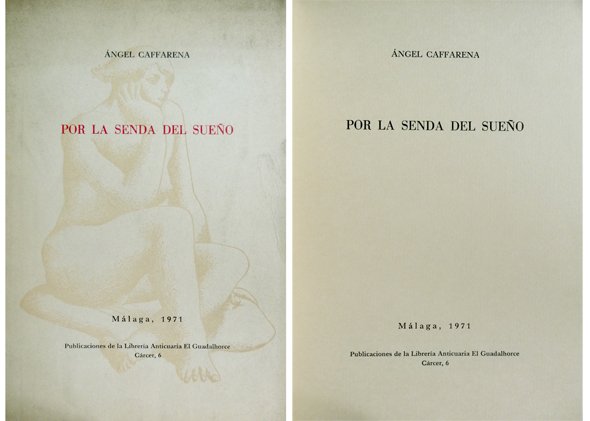 ÁNGEL CAFFARENA
POR LA SENDA DEL SUEÑO
Málaga, 1971
Publicaciones de la Librería Anticuaria El Guadalhorce
Cárcer, 6
ÁNGEL CAFFARENA
POR LA SENDA DEL SUEÑO
Málaga, 1971
Publicaciones de la Librería Anticuaria El Guadalhorce
Cárcer, 6